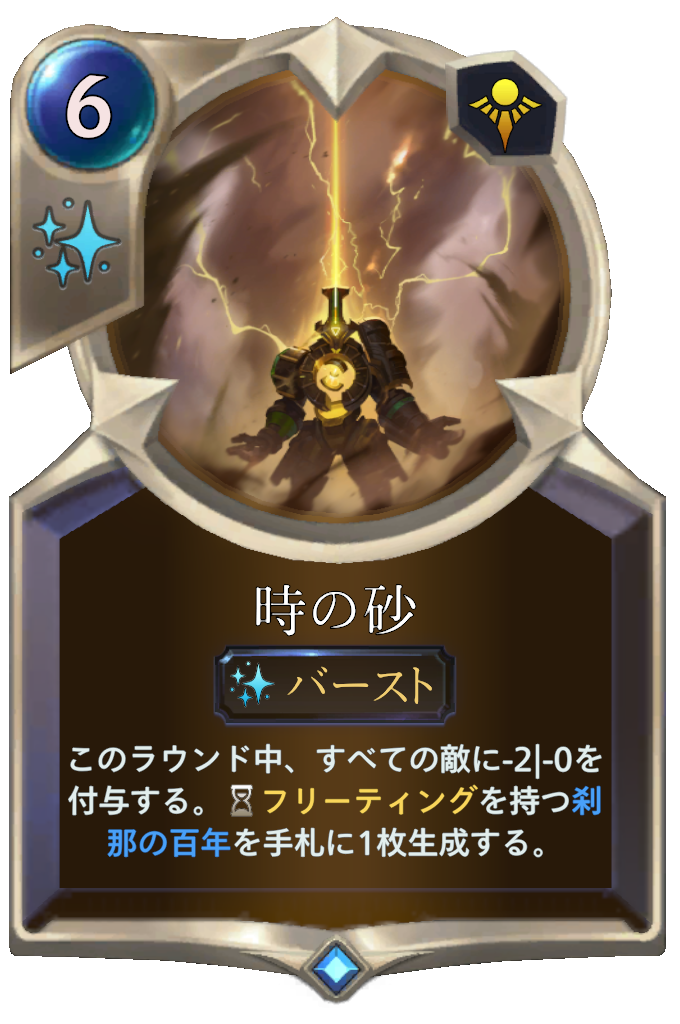 6
時の砂
バースト
このラウンド中、すべての敵に-2|-0を
付与する。フリーティングを持つ刹
那の百年を手札に1枚生成する。